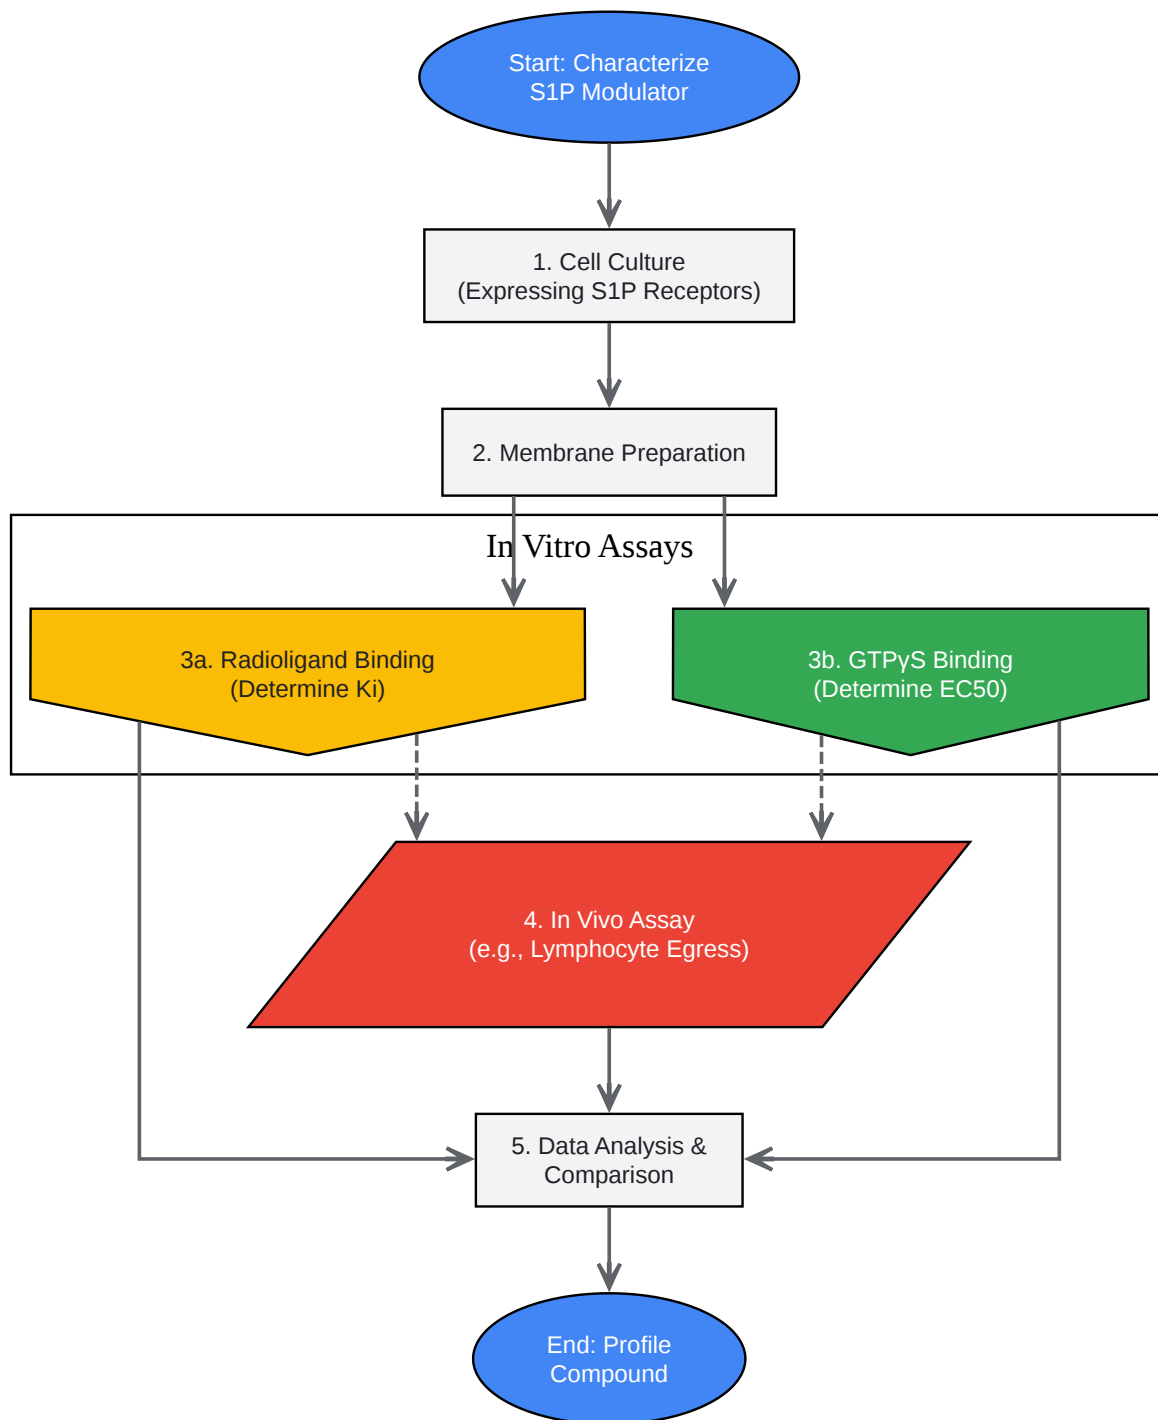 Start: Characterize
S1P Modulator
1. Cell Culture
(Expressing S1P Receptors)
2. Membrane Preparation
In Vitro Assays
3a. Radioligand Binding
(Determine Ki)
3b. GTPγS Binding
(Determine EC50)
4. In Vivo Assay
(e.g., Lymphocyte Egress)
5. Data Analysis &
Comparison
End: Profile
Compound